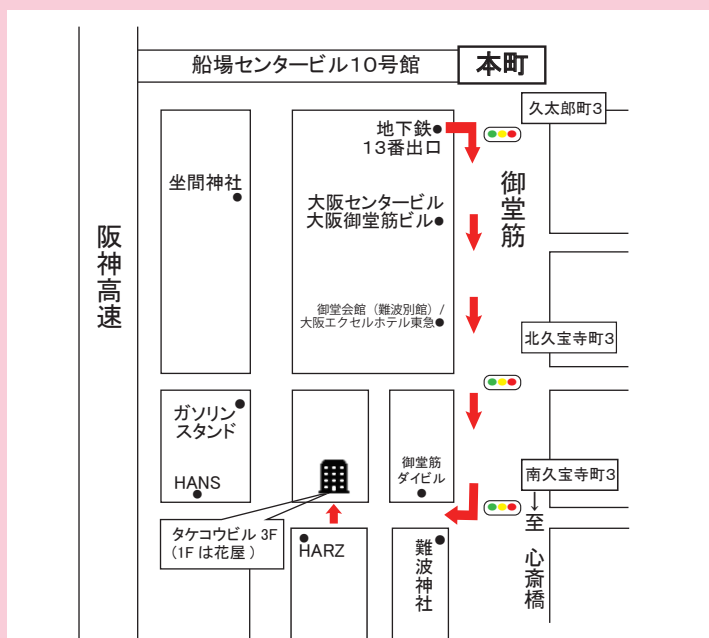 船場センタービル10号館
本町
久太郎町3
地下鉄
13番出口
坐間神社
大阪センタービル
大阪御堂筋ビル
御堂筋
阪神高速
御堂会館（難波別館）/
大阪エクセルホテル東急
北久宝寺町3
ガソリン
スタンド
HANS
御堂筋
ダイビル
南久宝寺町3
タケコウビル 3F
(1F は花屋 )
HARZ
難波神社
→至 心斎橋